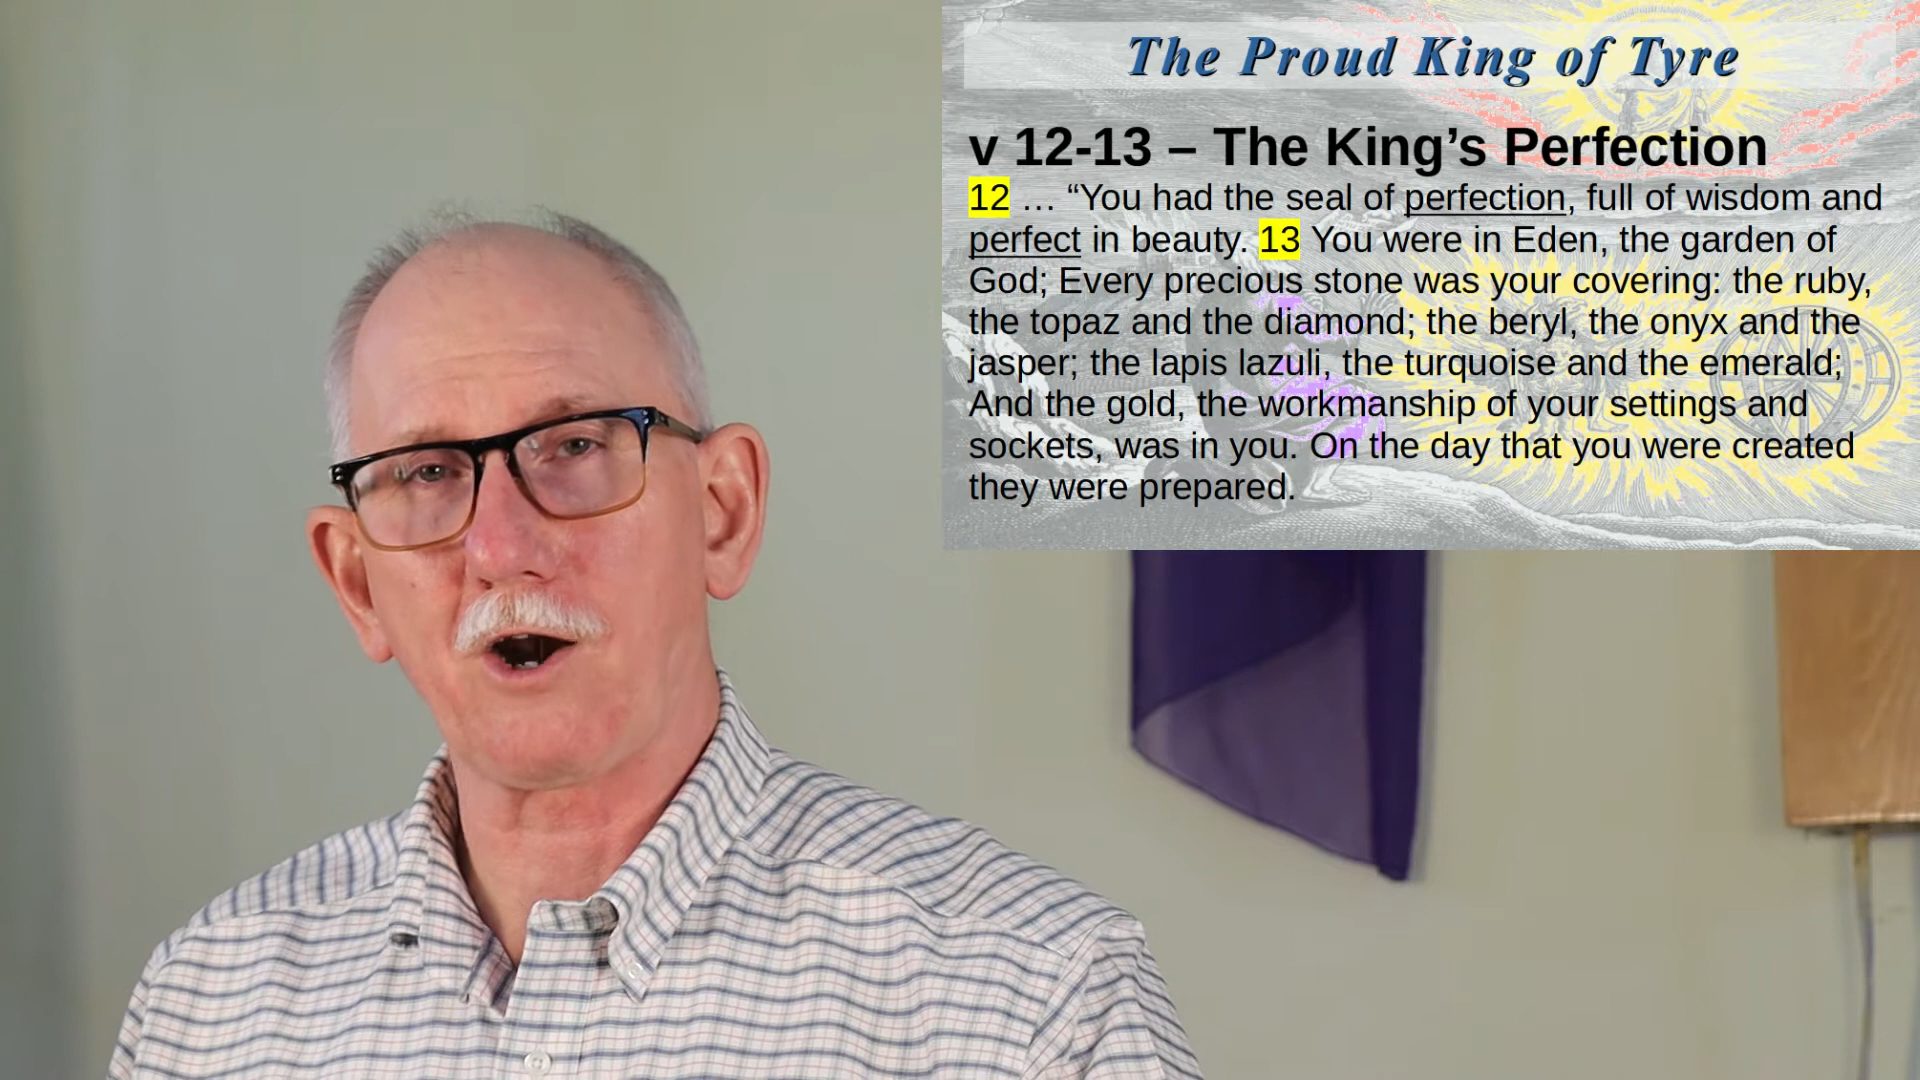 The Proud King of Tyre
v 12-13 – The King’s Perfection
12 … “You had the seal of perfection, full of wisdom and
perfect in beauty. 13 You were in Eden, the garden of
God; Every precious stone was your covering: the ruby,
the topaz and the diamond; the beryl, the onyx and the
jasper; the lapis lazuli, the turquoise and the emerald;
And the gold, the workmanship of your settings and
sockets, was in you. On the day that you were created
they were prepared.